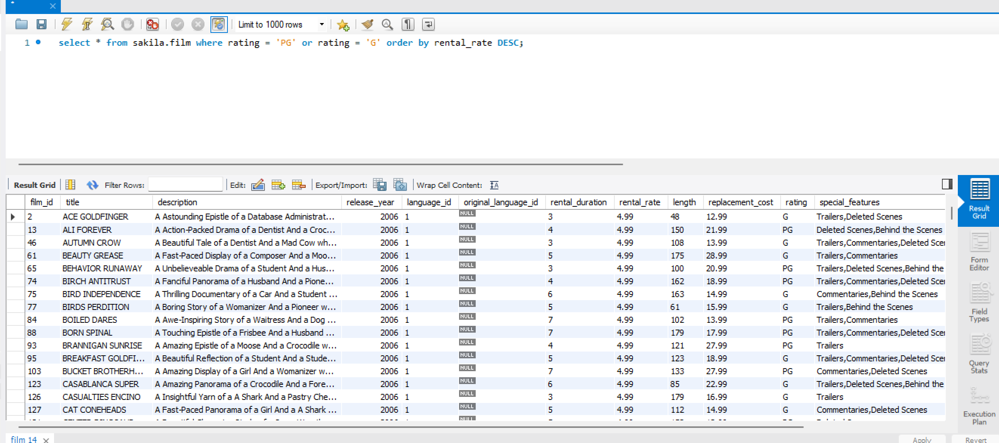 *
Limit to 1000 rows
1 select * from sakila.film where rating = 'PG' or rating = 'G' order by rental_rate DESC;
Result Grid Filter Rows: Edit: Export/Import: Wrap Cell Content:
film_id title description release_year language_id original_language_id rental_duration rental_rate length replacement_cost rating special_features
2 ACE GOLDFINGER A Astounding Epistle of a Database Administrat... 2006 1 NULL 3 4.99 48 12.99 G Trailers,Deleted Scenes
13 ALI FOREVER A Action-Packed Drama of a Dentist And a Croc... 2006 1 NULL 4 4.99 150 21.99 PG Deleted Scenes,Behind the Scenes
46 AUTUMN CROW A Beautiful Tale of a Dentist And a Mad Cow wh... 2006 1 NULL 3 4.99 108 13.99 G Trailers,Commentaries,Deleted Scer
61 BEAUTY GREASE A Fast-Paced Display of a Composer And a Moo... 2006 1 NULL 5 4.99 175 28.99 G Trailers,Commentaries
65 BEHAVIOR RUNAWAY A Unbelieveable Drama of a Student And a Hus... 2006 1 NULL 3 4.99 100 20.99 PG Trailers,Deleted Scenes,Behind the
74 BIRCH ANTITRUST A Fanciful Panorama of a Husband And a Pione... 2006 1 NULL 4 4.99 162 18.99 PG Trailers,Commentaries,Deleted Scer
75 BIRD INDEPENDENCE A Thrilling Documentary of a Car And a Student ... 2006 1 NULL 6 4.99 163 14.99 G Commentaries,Behind the Scenes
77 BIRDS PERDITION A Boring Story of a Womanizer And a Pioneer w... 2006 1 NULL 5 4.99 61 15.99 G Trailers,Behind the Scenes
84 BOILED DARES A Awe-Inspiring Story of a Waitress And a Dog ... 2006 1 NULL 7 4.99 102 13.99 PG Trailers,Commentaries
88 BORN SPINAL A Touching Epistle of a Frisbee And a Husband ... 2006 1 NULL 7 4.99 179 17.99 PG Trailers,Commentaries,Deleted Scer
93 BRANNIGAN SUNRISE A Amazing Epistle of a Moose And a Crocodile w... 2006 1 NULL 4 4.99 121 27.99 PG Trailers
95 BREAKFAST GOLDFI... A Beautiful Reflection of a Student And a Stude... 2006 1 NULL 5 4.99 123 18.99 G Trailers,Commentaries,Deleted Scer
103 BUCKET BROTHERH... A Amazing Display of a Girl And a Womanizer w... 2006 1 NULL 7 4.99 133 27.99 PG Commentaries,Deleted Scenes
123 CASABLANCA SUPER A Amazing Panorama of a Crocodile And a Fore... 2006 1 NULL 6 4.99 85 22.99 G Trailers,Deleted Scenes,Behind the
126 CASUALTIES ENCINO A Insightful Yarn of a A Shark And a Pastry Che... 2006 1 NULL 3 4.99 179 16.99 G Trailers
127 CAT CONEHEADS A Fast-Paced Panorama of a Girl And a A Shark ... 2006 1 NULL 5 4.99 112 14.99 G Commentaries,Deleted Scenes
Result
Grid
Form
Editor
Field
Types
Query
Stats
Execution
Plan
film 14
Apply Revert